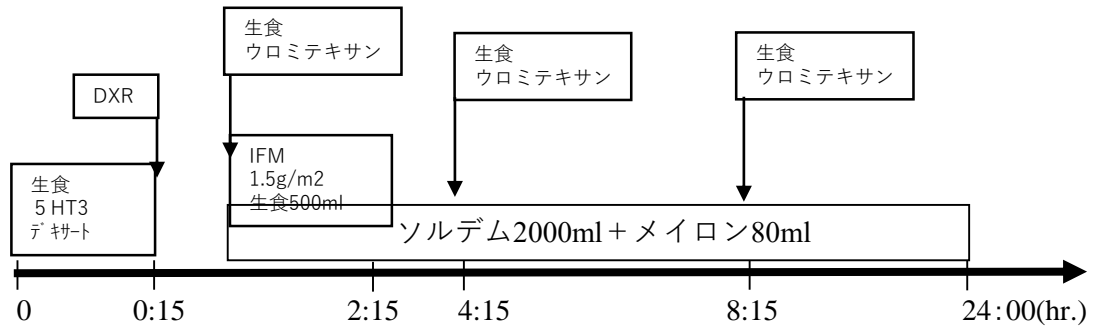 生食
ウロミテキサン
生食
ウロミテキサン
生食
ウロミテキサン
DXR
IFM
1.5g/m2
生食500ml
生食
５HT3
デキサート
ソルデム2000ml＋メイロン80ml
0
0:15
2:15
4:15
8:15
24:00(hr.)